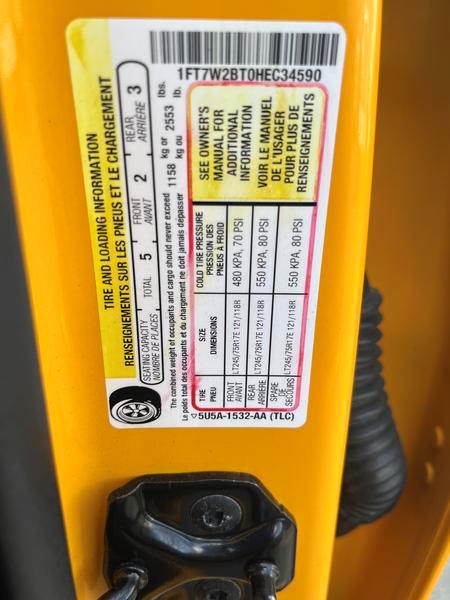 TIRE AND LOADING INFORMATION
RENSEIGNEMENTS SUR LES PNEUS ET LE CHARGEMENT
SEATING CAPACITY
NOMBRE DE PLACES
TOTAL 5
FRONT
AVANT 2
REAR
ARRIÈRE 3
The combined weight of occupants and cargo should never exceed 1158 kg or 2553 lbs.
Le poids total des occupants et du chargement ne doit jamais dépasser 1158 kg ou 2553 lb.
TIRE
PNEU
SIZE
DIMENSIONS
COLD TIRE PRESSURE
PRESSION DES
PNEUS À FROID
FRONT
AVANT
LT245/75R17E 121/118R
480 KPA, 70 PSI
REAR
ARRIÈRE
LT245/75R17E 121/118R
550 KPA, 80 PSI
SPARE
DE
SECOURS
LT245/75R17E 121/118R
550 KPA, 80 PSI
SEE OWNER'S
MANUAL FOR
ADDITIONAL
INFORMATION
VOIR LE MANUEL
DE L'USAGER
POUR PLUS DE
RENSEIGNEMENTS
5U5A-1532-AA (TLC)
1FT7W2BT0HEC34590